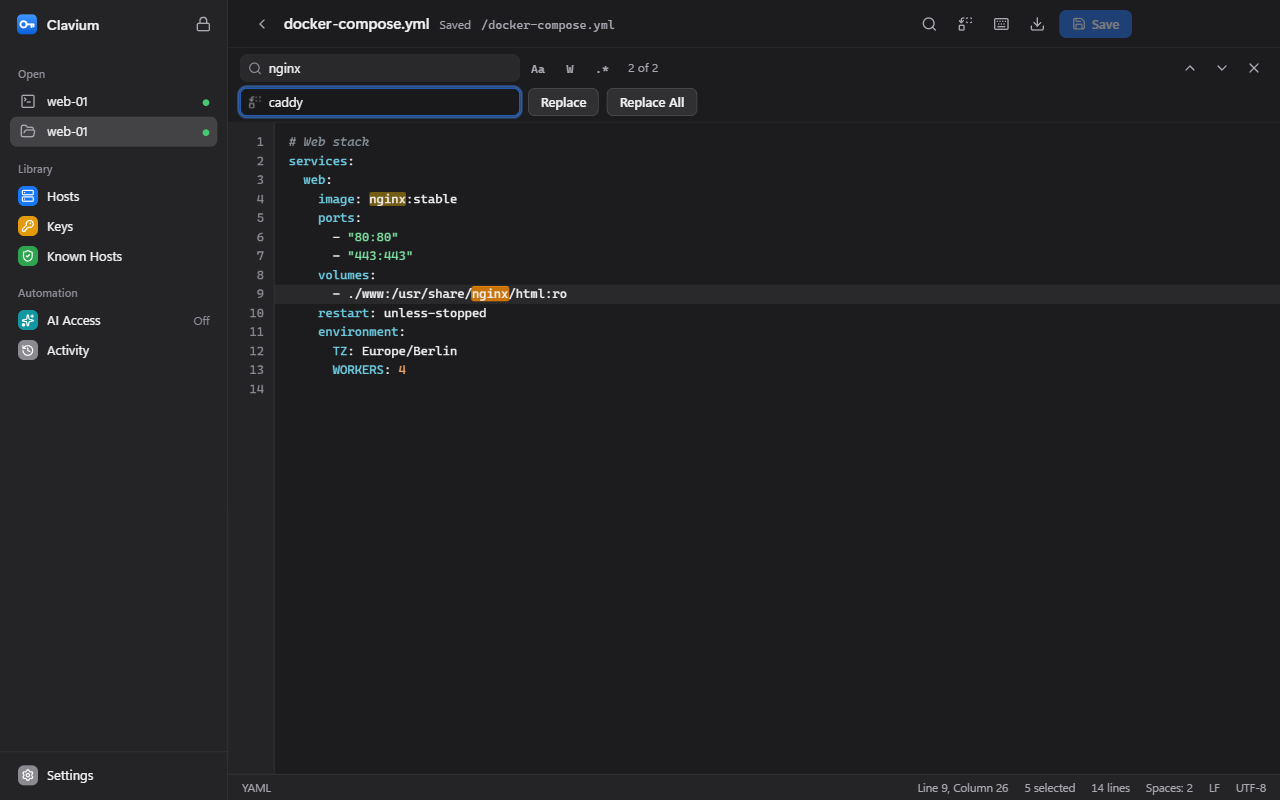 Clavium
Open
web-01
web-01
Library
Hosts
Keys
Known Hosts
Automation
AI Access Off
Activity
Settings
docker-compose.yml Saved /docker-compose.yml
Save
nginx Aa W .* 2 of 2
caddy Replace Replace All
1 # Web stack
2 services:
3   web:
4     image: nginx:stable
5     ports:
6       - "80:80"
7       - "443:443"
8     volumes:
9       - ./www:/usr/share/nginx/html:ro
10     restart: unless-stopped
11     environment:
12       TZ: Europe/Berlin
13       WORKERS: 4
14
YAML Line 9, Column 26 5 selected 14 lines Spaces: 2 LF UTF-8